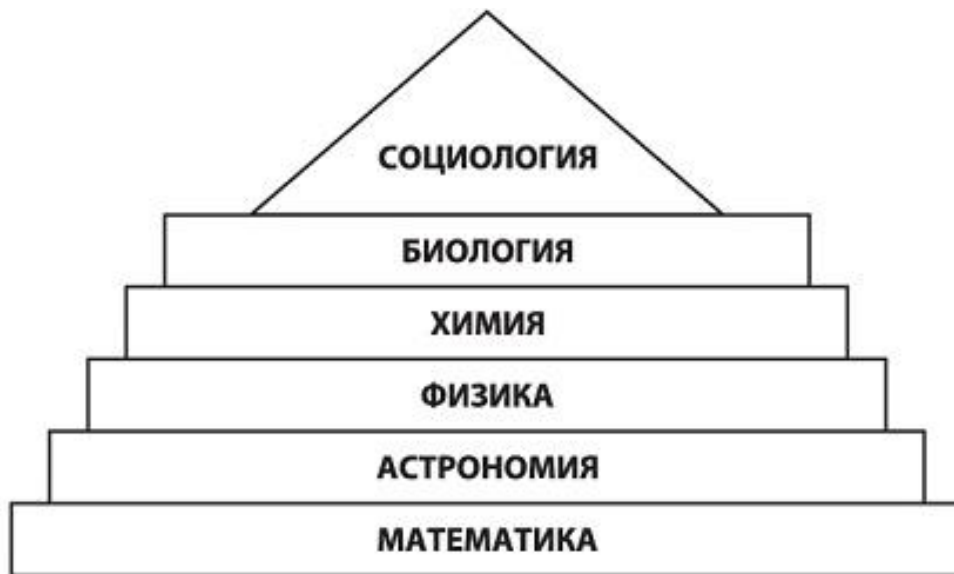 СОЦИОЛОГИЯ
БИОЛОГИЯ
ХИМИЯ
ФИЗИКА
АСТРОНОМИЯ
МАТЕМАТИКА